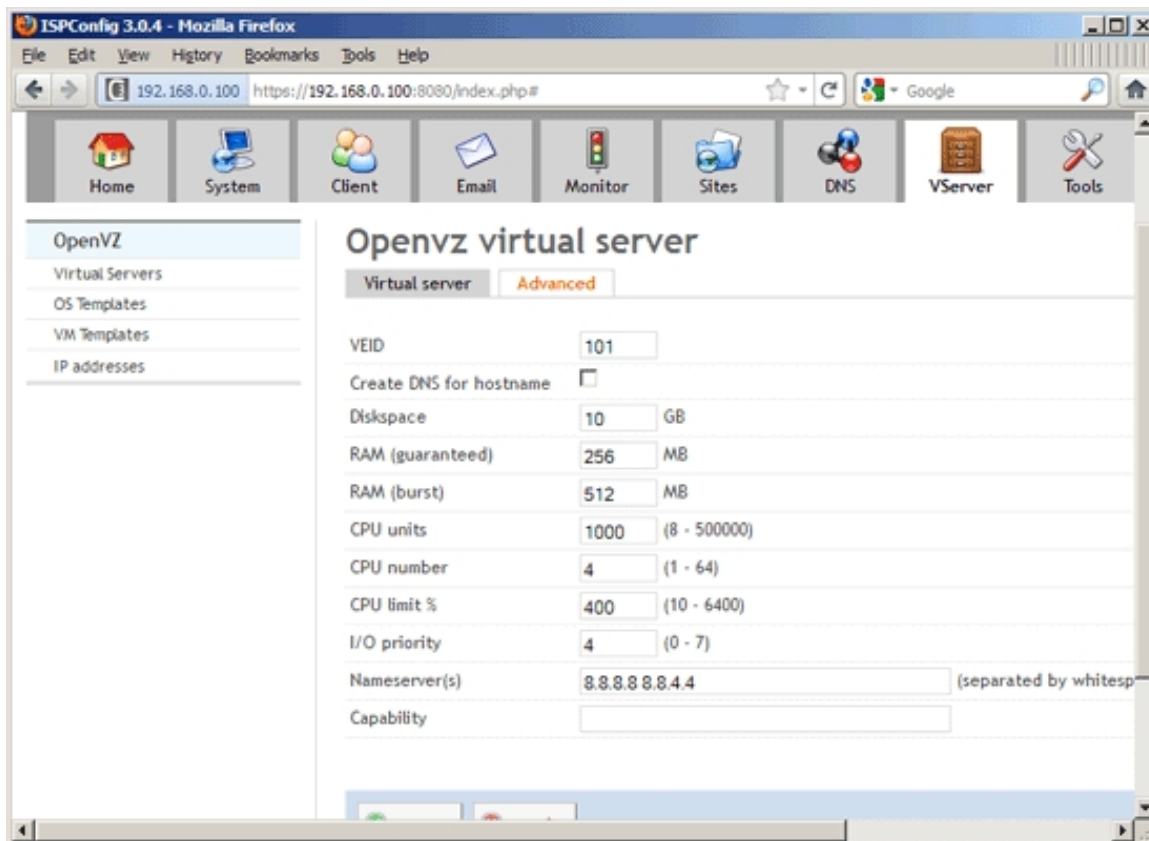 ISPConfig 3.0.4 - Mozilla Firefox
File Edit View History Bookmarks Tools Help
192.168.0.100 https://192.168.0.100:8080/index.php# Google
Home System Client Email Monitor Sites DNS VServer Tools
OpenVZ
Virtual Servers
OS Templates
VM Templates
IP addresses
Openvz virtual server
Virtual server Advanced
VEID 101
Create DNS for hostname
Diskspace 10 GB
RAM (guaranteed) 256 MB
RAM (burst) 512 MB
CPU units 1000 (8 - 500000)
CPU number 4 (1 - 64)
CPU limit % 400 (10 - 6400)
I/O priority 4 (0 - 7)
Nameserver(s) 8.8.8.8 8.8.4.4 (separated by whitesp
Capability